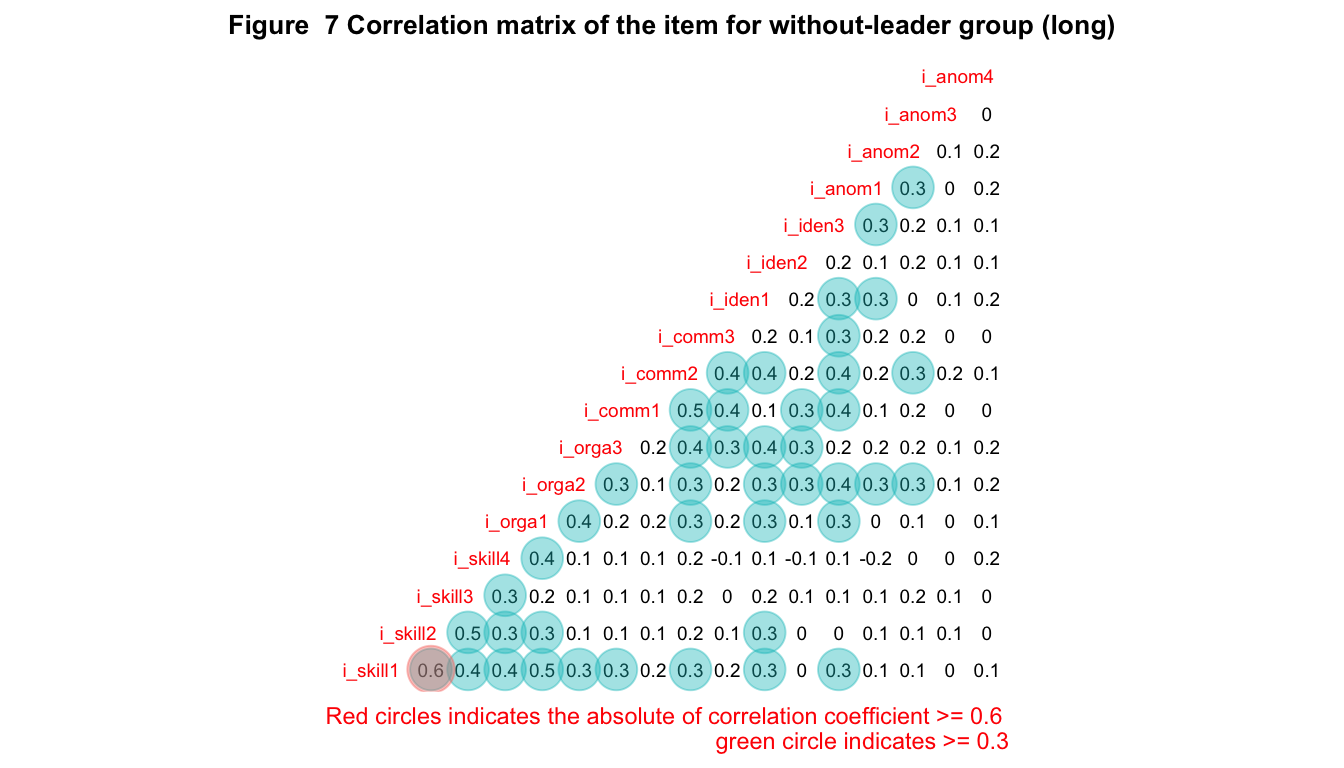 Figure  7 Correlation matrix of the item for without-leader group (long)
i_anom4
i_anom3 0
i_anom2 0.1 0.2
i_anom1 0.3 0 0.2
i_iden3 0.3 0.2 0.1 0.1
i_iden2 0.2 0.1 0.2 0.1 0.1
i_iden1 0.2 0.3 0.3 0 0.1 0.2
i_comm3 0.2 0.1 0.3 0.2 0.2 0 0
i_comm2 0.4 0.4 0.2 0.4 0.2 0.3 0.2 0.1
i_comm1 0.5 0.4 0.1 0.3 0.4 0.1 0.2 0 0
i_orga3 0.2 0.4 0.3 0.4 0.3 0.2 0.2 0.2 0.1 0.2
i_orga2 0.3 0.1 0.3 0.2 0.3 0.3 0.4 0.3 0.3 0.1 0.2
i_orga1 0.4 0.2 0.2 0.3 0.2 0.3 0.1 0.3 0 0.1 0 0.1
i_skill4 0.4 0.1 0.1 0.1 0.2 -0.1 0.1 -0.1 0.1 -0.2 0 0 0.2
i_skill3 0.3 0.2 0.1 0.1 0.1 0.2 0 0.2 0.1 0.1 0.1 0.2 0.1 0
i_skill2 0.5 0.3 0.3 0.1 0.1 0.1 0.2 0.1 0.3 0 0 0.1 0.1 0.1 0
i_skill1 0.6 0.4 0.4 0.5 0.3 0.3 0.2 0.3 0.2 0.3 0 0.3 0.1 0.1 0 0.1
Red circles indicates the absolute of correlation coefficient >= 0.6
green circle indicates >= 0.3